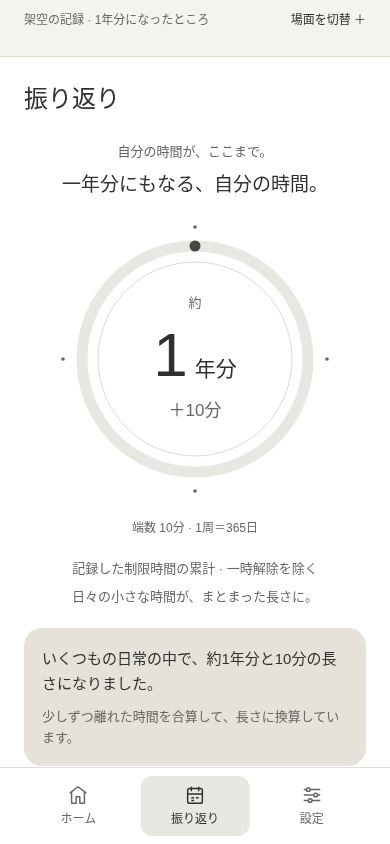 架空の記録 · 1年分になったところ
場面を切替 ＋
振り返り
自分の時間が、ここまで。
一年分にもなる、自分の時間。
約
1 年分
＋10分
端数 10分 · 1周＝365日
記録した制限時間の累計 · 一時解除を除く
日々の小さな時間が、まとまった長さに。
いくつもの日常の中で、約1年分と10分の長
さになりました。
少しずつ離れた時間を合算して、長さに換算してい
ます。
ホーム
振り返り
設定